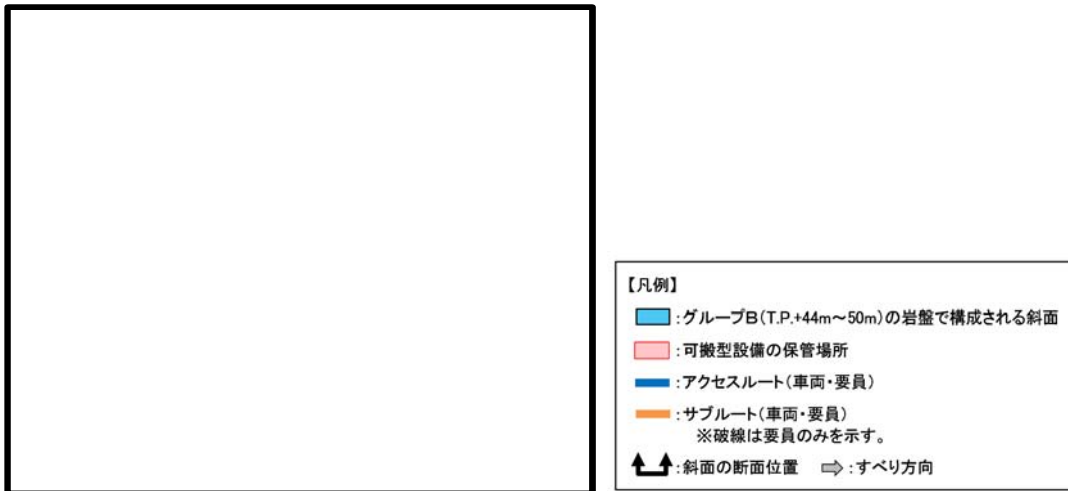 【凡例】
:グループB(T.P.+44m~50m)の岩盤で構成される斜面
:可搬型設備の保管場所
:アクセスルート(車両・要員)
:サブルート(車両・要員)
※破線は要員のみを示す。
:斜面の断面位置 :すべり方向